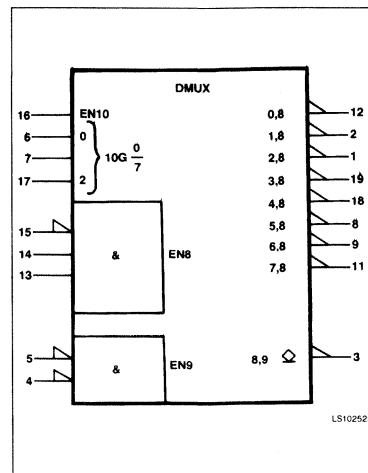 DMUX
16 EN10 0,8 12
6 0 1,8 2
7 10G 0/7 2,8 1
17 2 3,8 19
4,8 18
15 5,8 8
14 & EN8 6,8 9
13 7,8 11
5 & EN9 8,9 3
4
LS10252